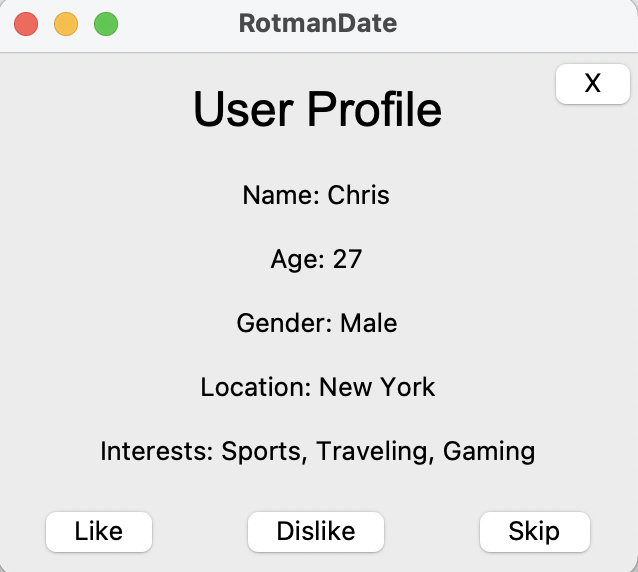 RotmanDate
X
User Profile
Name: Chris
Age: 27
Gender: Male
Location: New York
Interests: Sports, Traveling, Gaming
Like Dislike Skip